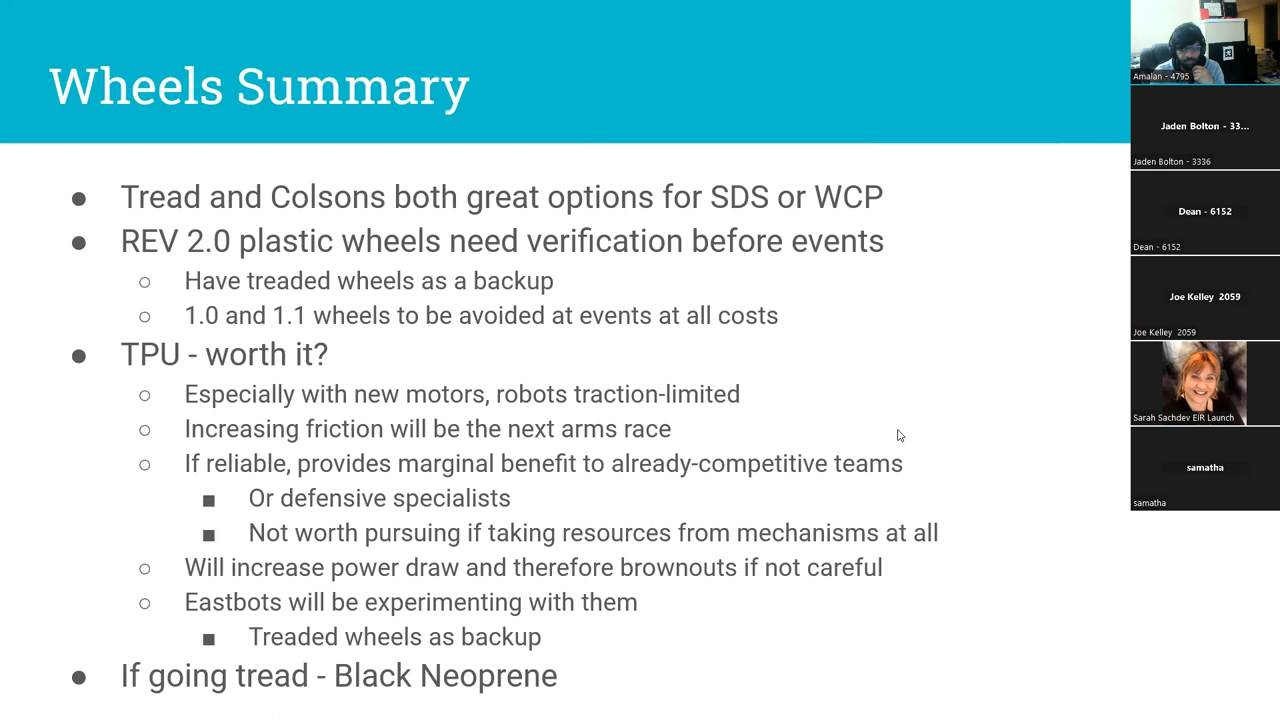 Wheels Summary
● Tread and Colsons both great options for SDS or WCP
● REV 2.0 plastic wheels need verification before events
○ Have treaded wheels as a backup
○ 1.0 and 1.1 wheels to be avoided at events at all costs
● TPU - worth it?
○ Especially with new motors, robots traction-limited
○ Increasing friction will be the next arms race
○ If reliable, provides marginal benefit to already-competitive teams
■ Or defensive specialists
■ Not worth pursuing if taking resources from mechanisms at all
○ Will increase power draw and therefore brownouts if not careful
○ Eastbots will be experimenting with them
■ Treaded wheels as backup
● If going tread - Black Neoprene
Amalan - 4795
Jaden Bolton - 33...
Jaden Bolton - 3336
Dean - 6152
Dean - 6152
Joe Kelley 2059
Joe Kelley 2059
Sarah Sachdev EIR Launch
samatha
samatha